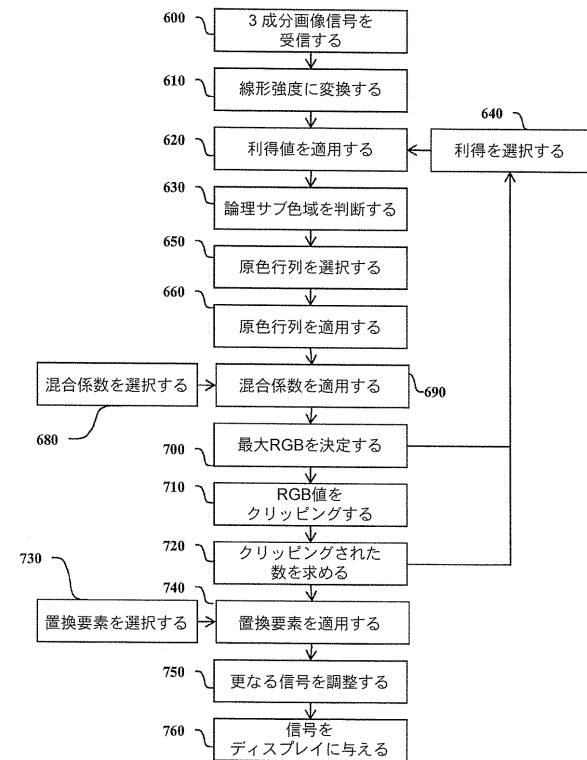 600
3 成分画像信号を
受信する
610
線形強度に変換する
640
620
利得値を適用する
利得を選択する
630
論理サブ色域を判断する
650
原色行列を選択する
660
原色行列を適用する
混合係数を選択する
混合係数を適用する
690
680
700
最大RGBを決定する
710
RGB値を
クリッピングする
720
クリッピングされた
数を求める
730
740
置換要素を選択する
置換要素を適用する
750
更なる信号を調整する
760
信号を
ディスプレイに与える